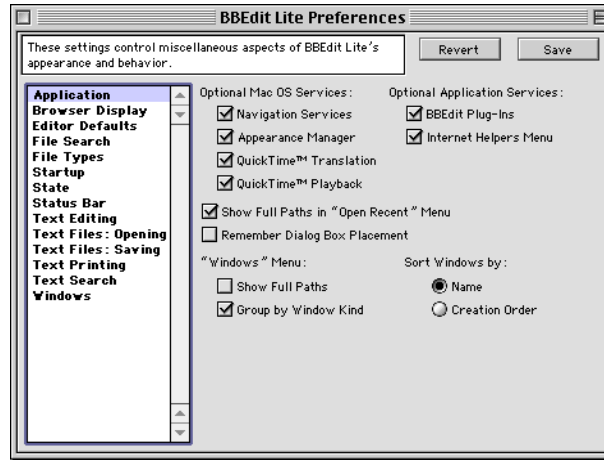 BBEdit Lite Preferences
These settings control miscellaneous aspects of BBEdit Lite's
appearance and behavior.
Revert
Save
Application
Browser Display
Editor Defaults
File Search
File Types
Startup
State
Status Bar
Text Editing
Text Files: Opening
Text Files: Saving
Text Printing
Text Search
Windows
Optional Mac OS Services:
Navigation Services
Appearance Manager
QuickTime™ Translation
QuickTime™ Playback
Optional Application Services:
BBEdit Plug-Ins
Internet Helpers Menu
Show Full Paths in “Open Recent” Menu
Remember Dialog Box Placement
“Windows” Menu:
Show Full Paths
Group by Window Kind
Sort Windows by:
Name
Creation Order